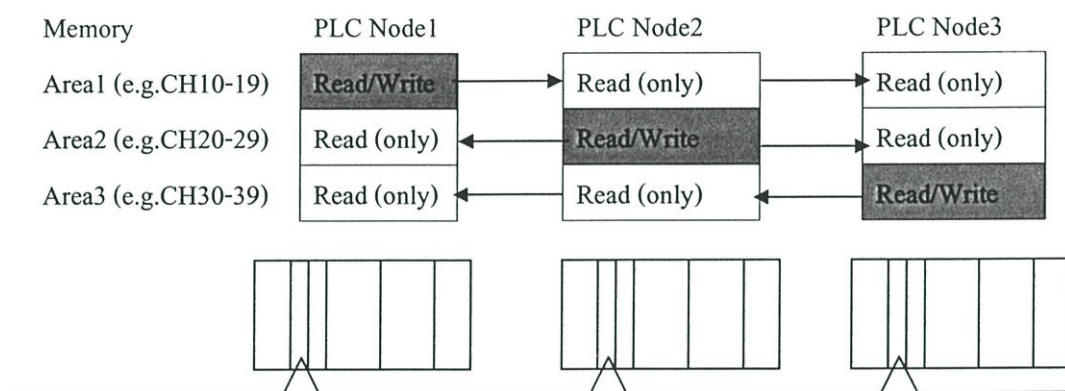 Memory PLC Node1 PLC Node2 PLC Node3
Area1 (e.g.CH10-19) Read/Write Read (only) Read (only)
Area2 (e.g.CH20-29) Read (only) Read/Write Read (only)
Area3 (e.g.CH30-39) Read (only) Read (only) Read/Write